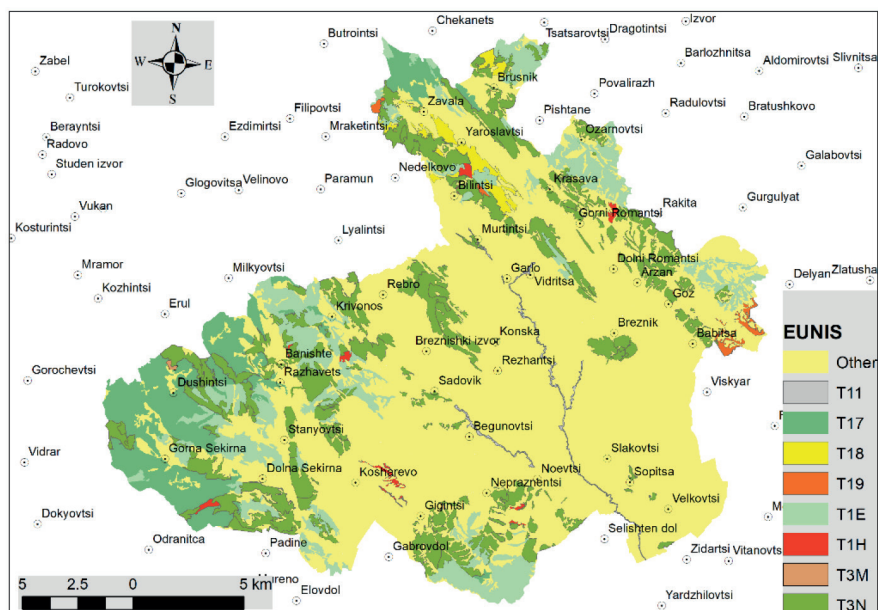 Chekanets
Izvor
Butrointsi
Tsatsarovtsi
Dragotintsi
N
W
E
S
Zabel
Barlozhnitsa
Aldomirovtsi
Slivnitsa
Turokovtsi
Brusnik
Povalirazh
Zavala
Filipovtsi
Pishtane
Radulovtsi
Bratushkovo
Berayntsi
Ezdimirtsi
Mraketintsi
Yaroslavtsi
Ozarnovtsi
Radovo
Studen izvor
Nedelkovo
Galabovtsi
Glogovitsa
Velinovo
Paramun
Bilintsi
Krasava
Vukan
Gorni Romantsi
Rakita
Gurgulyat
Kosturintsi
Lyalintsi
Murtintsi
Mramor
Milkyovtsi
Garlo
Vidritsa
Dolni Romantsi
Arzan
Delyan
Zlatusha
Kozhintsi
Rebro
Erul
Krivonos
Goz
Breznik
Babitsa
EUNIS
Konska
Breznishki izvor
Banishte
Other
Gorochevtsi
Razhavets
Rezhantsi
Dushintsi
Sadovik
Viskyar
T11
T17
Stanyovtsi
Begunovtsi
T18
Vidrar
Gorna Sekirna
Slakovtsi
T19
Dolna Sekirna
Kosharevo
Noevtsi
Sopitsa
Nepraznentsi
T1E
Gigintsi
Velkovtsi
Dokyovtsi
T1H
Selishten dol
Odranitca
Padine
Gabrovdol
Zidartsi
Vitanovs
T3M
5
2.5
0
5 km
ureno
Elovdol
Yardzhilovtsi
T3N